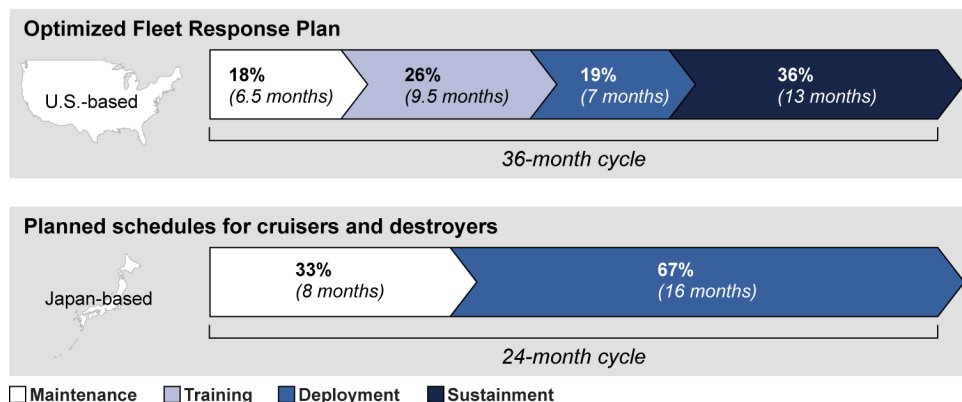 Optimized Fleet Response Plan
U.S.-based
18%
(6.5 months)
26%
(9.5 months)
19%
(7 months)
36%
(13 months)
36-month cycle
Planned schedules for cruisers and destroyers
Japan-based
33%
(8 months)
67%
(16 months)
24-month cycle
Maintenance Training Deployment Sustainment